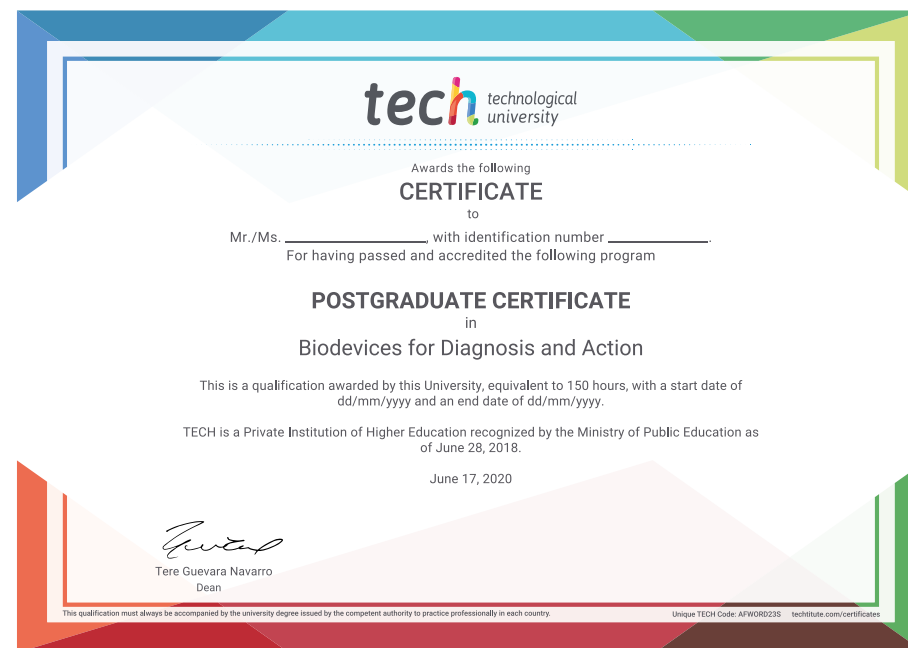 tech technological
university
Awards the following
CERTIFICATE
to
Mr./Ms. ____________, with identification number ____________.
For having passed and accredited the following program
POSTGRADUATE CERTIFICATE
in
Biodevices for Diagnosis and Action
This is a qualification awarded by this University, equivalent to 150 hours, with a start date of
dd/mm/yyyy and an end date of dd/mm/yyyy.
TECH is a Private Institution of Higher Education recognized by the Ministry of Public Education as
of June 28, 2018.
June 17, 2020
Tere Guevara Navarro
Dean
This qualification must always be accompanied by the university degree issued by the competent authority to practice professionally in each country.
Unique TECH Code: AFWORD23S techtitute.com/certificates